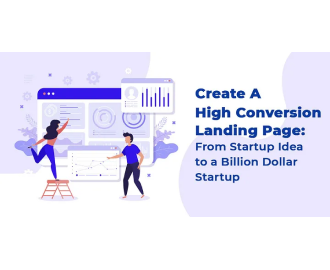 Create A
High Conversion
Landing Page:
From Startup Idea
to a Billion Dollar
Startup